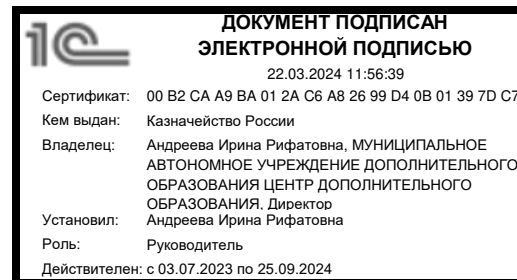 1С
ДОКУМЕНТ ПОДПИСАН
ЭЛЕКТРОННОЙ ПОДПИСЬЮ
22.03.2024 11:56:39
Сертификат: 00 B2 CA A9 BA 01 2A C6 A8 26 99 D4 0B 01 39 7D C7
Кем выдан: Казначейство России
Владелец: Андреева Ирина Рифатовна, МУНИЦИПАЛЬНОЕ
АВТОНОМНОЕ УЧРЕЖДЕНИЕ ДОПОЛНИТЕЛЬНОГО
ОБРАЗОВАНИЯ ЦЕНТР ДОПОЛНИТЕЛЬНОГО
ОБРАЗОВАНИЯ, Директор
Установил: Андреева Ирина Рифатовна
Роль: Руководитель
Действителен: с 03.07.2023 по 25.09.2024